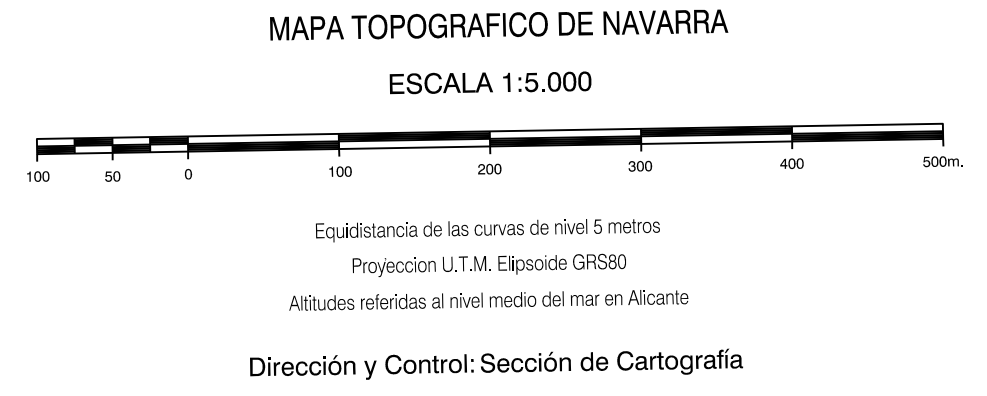 MAPA TOPOGRAFICO DE NAVARRA
ESCALA 1:5.000
100 50 0 100 200 300 400 500m.
Equidistancia de las curvas de nivel 5 metros
Proyeccion U.T.M. Elipsoide GRS80
Altitudes referidas al nivel medio del mar en Alicante
Dirección y Control: Sección de Cartografía